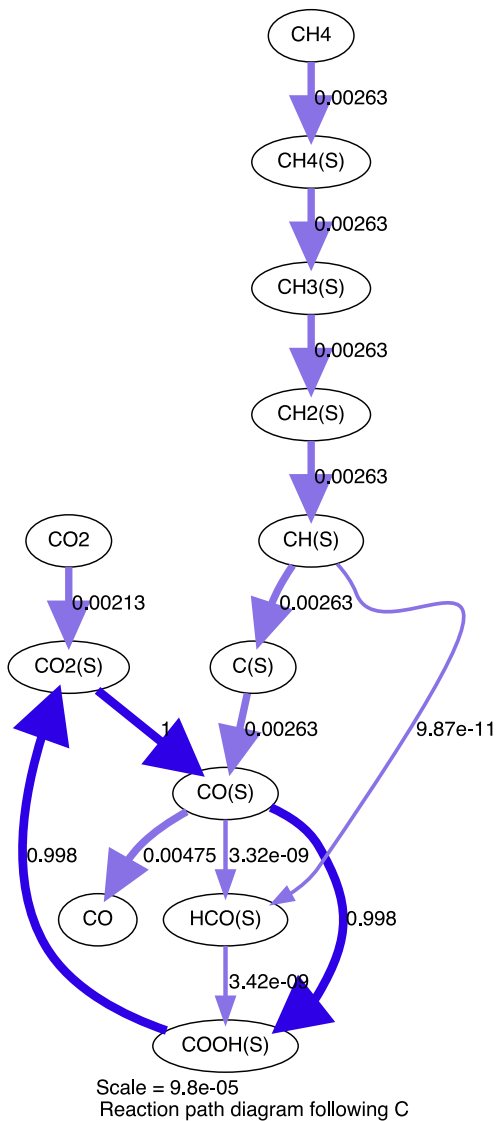 CH4
0.00263
CH4(S)
0.00263
CH3(S)
0.00263
CH2(S)
0.00263
CO2
CH(S)
0.00213
0.00263
CO2(S)
C(S)
1
0.00263
9.87e-11
CO(S)
0.998
0.00475
3.32e-09
0.998
CO
HCO(S)
3.42e-09
COOH(S)
Scale = 9.8e-05
Reaction path diagram following C